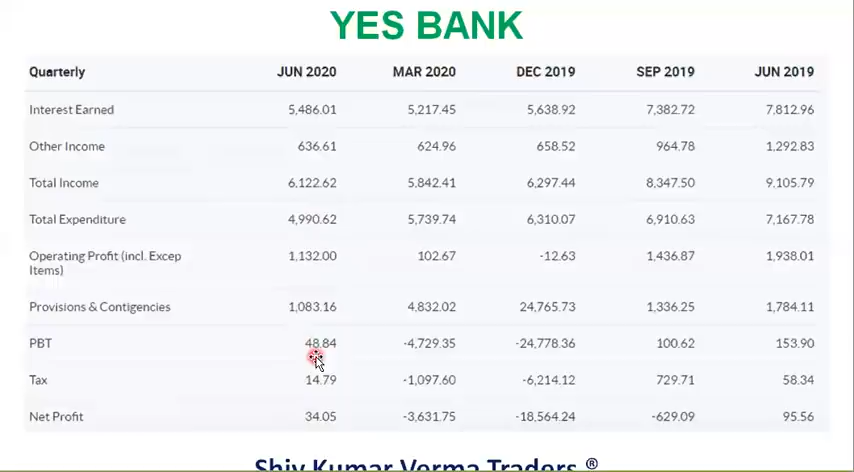 YES BANK
Quarterly JUN 2020 MAR 2020 DEC 2019 SEP 2019 JUN 2019
Interest Earned 5,486.01 5,217.45 5,638.92 7,382.72 7,812.96
Other Income 636.61 624.96 658.52 964.78 1,292.83
Total Income 6,122.62 5,842.41 6,297.44 8,347.50 9,105.79
Total Expenditure 4,990.62 5,739.74 6,310.07 6,910.63 7,167.78
Operating Profit (incl. Excep 1,132.00 102.67 -12.63 1,436.87 1,938.01
Items)
Provisions & Contigencies 1,083.16 4,832.02 24,765.73 1,336.25 1,784.11
PBT 48.84 -4,729.35 -24,778.36 100.62 153.90
Tax 14.79 -1,097.60 -6,214.12 729.71 58.34
Net Profit 34.05 -3,631.75 -18,564.24 -629.09 95.56
Shiv Kumar Verma Traders ®